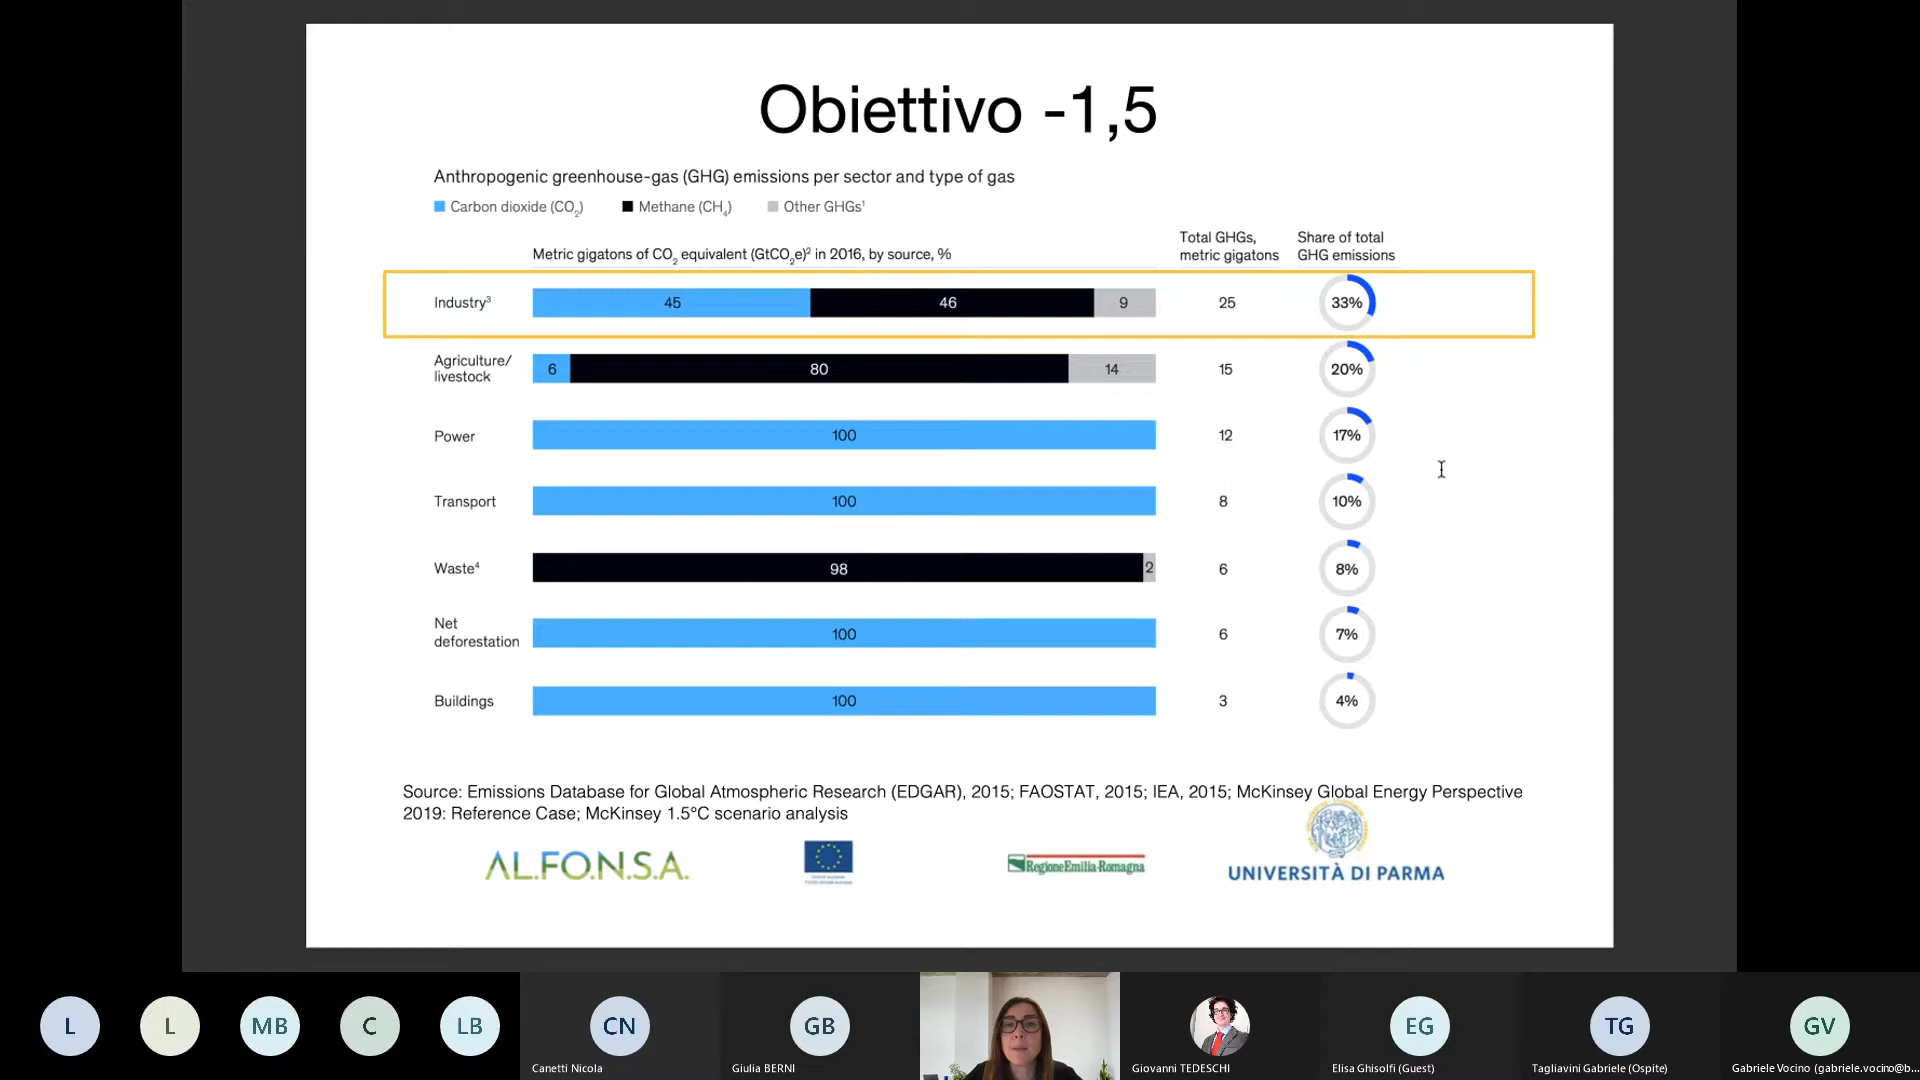 Obiettivo -1,5
Anthropogenic greenhouse-gas (GHG) emissions per sector and type of gas
Carbon dioxide (CO2) Methane (CH4) Other GHGs¹
Metric gigatons of CO2 equivalent (GtCO2e)² in 2016, by source, %
Total GHGs, metric gigatons
Share of total GHG emissions
Industry³ 45 46 9 25 33%
Agriculture/
livestock 6 80 14 15 20%
Power 100 12 17%
Transport 100 8 10%
Waste⁴ 98 2 6 8%
Net
deforestation 100 6 7%
Buildings 100 3 4%
Source: Emissions Database for Global Atmospheric Research (EDGAR), 2015; FAOSTAT, 2015; IEA, 2015; McKinsey Global Energy Perspective
2019: Reference Case; McKinsey 1.5°C scenario analysis
AL.FO.N.S.A.
RegioneEmilia-Romagna
UNIVERSITÀ DI PARMA
L L MB C LB CN GB EG TG GV
Canetti Nicola Giulia BERNI Giovanni TEDESCHI Elisa Ghisolfi (Guest) Tagliavini Gabriele (Ospite) Gabriele Vocino (gabriele.vocino@b...